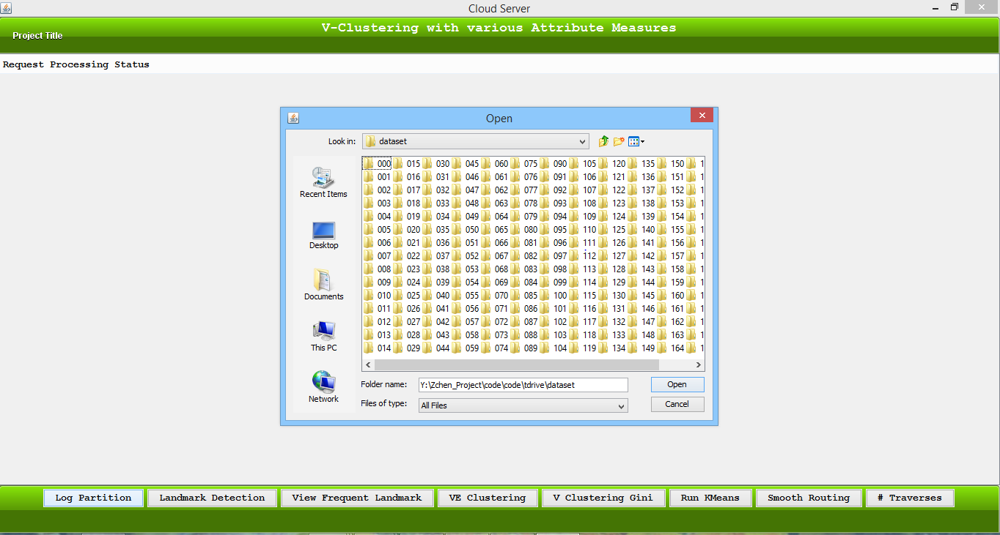 Cloud Server
Project Title
V-Clustering with various Attribute Measures
Request Processing Status
Open
Look in: dataset
000 015 030 045 060 075 090 105 120 135 150 1
001 016 031 046 061 076 091 106 121 136 151 1
002 017 032 047 062 077 092 107 122 137 152 1
003 018 033 048 063 078 093 108 123 138 153 1
004 019 034 049 064 079 094 109 124 139 154 1
005 020 035 050 065 080 095 110 125 140 155 1
006 021 036 051 066 081 096 111 126 141 156 1
007 022 037 052 067 082 097 112 127 142 157 1
008 023 038 053 068 083 098 113 128 143 158 1
009 024 039 054 069 084 099 114 129 144 159 1
010 025 040 055 070 085 100 115 130 145 160 1
011 026 041 056 071 086 101 116 131 146 161 1
012 027 042 057 072 087 102 117 132 147 162 1
013 028 043 058 073 088 103 118 133 148 163 1
014 029 044 059 074 089 104 119 134 149 164 1
Recent Items
Desktop
Documents
This PC
Network
Folder name: Y:\Zchen_Project\code\code\tdrive\dataset Open
Files of type: All Files Cancel
Log Partition Landmark Detection View Frequent Landmark VE Clustering V Clustering Gini Run KMeans Smooth Routing # Traverses